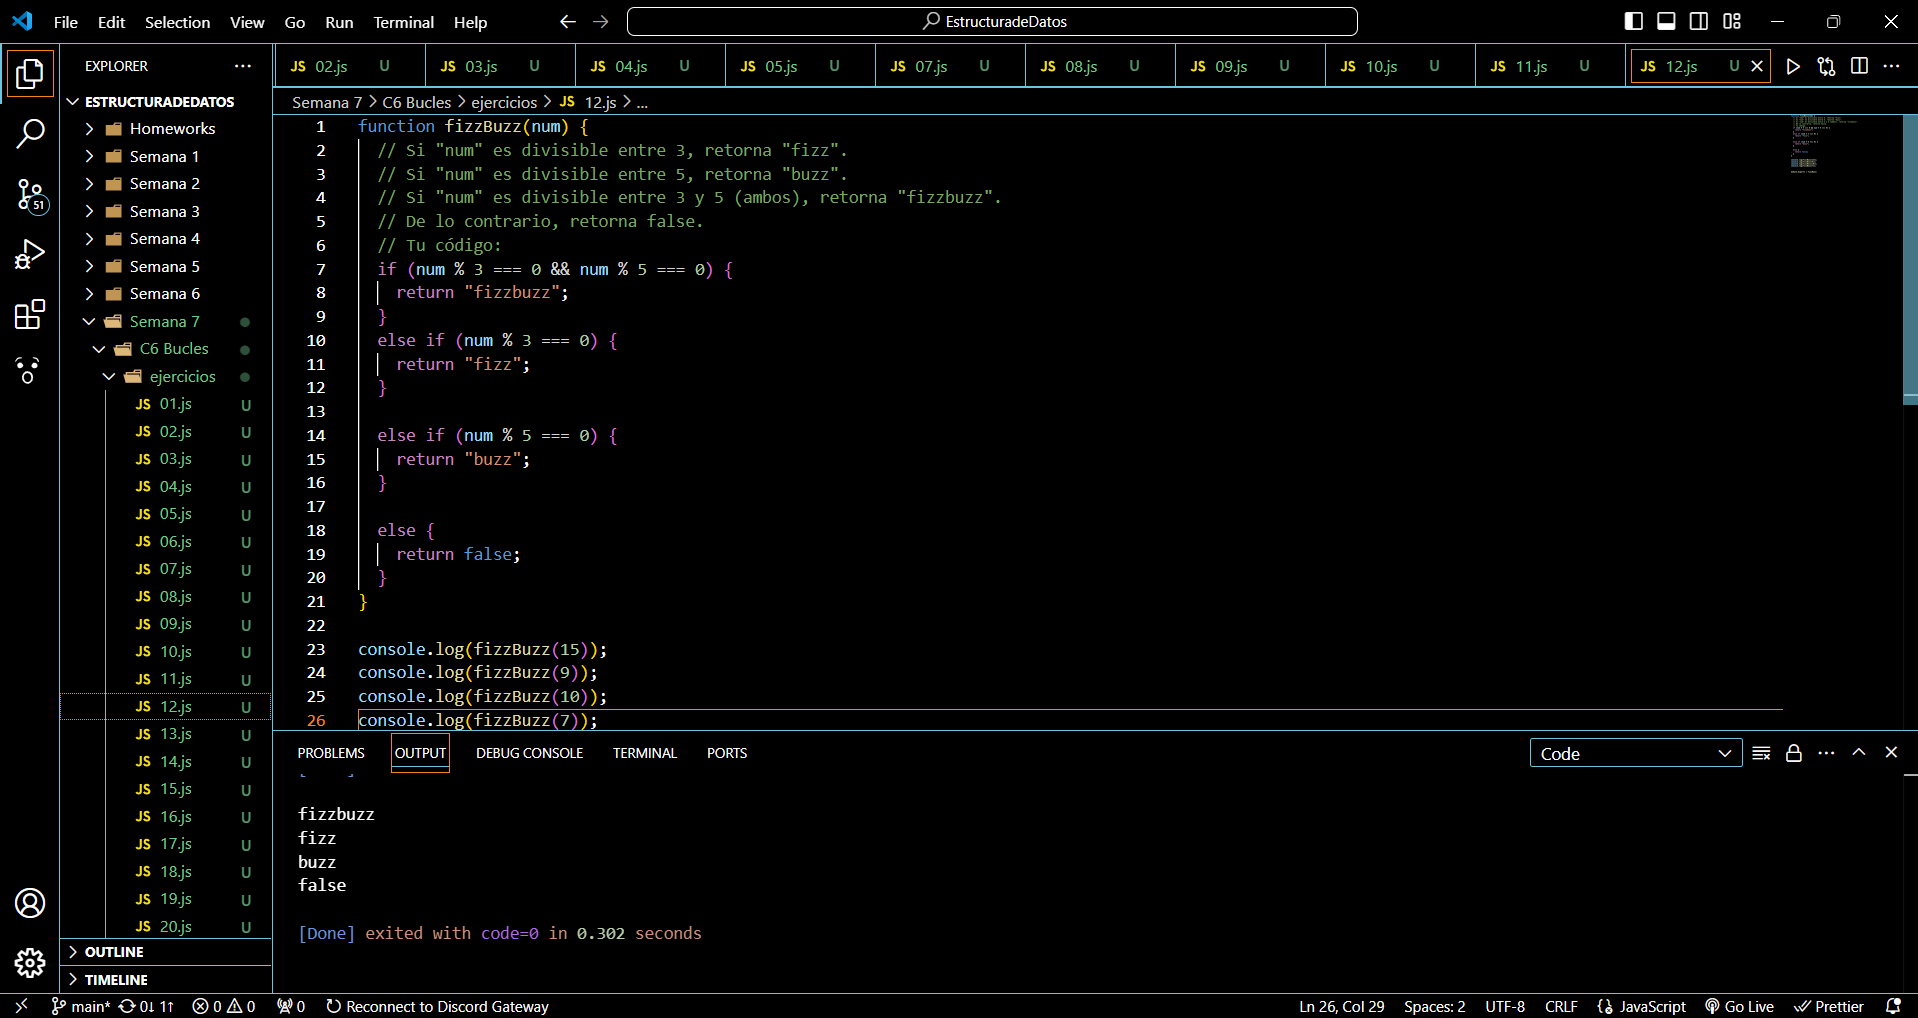 File Edit Selection View Go Run Terminal Help
EstructuradeDatos
EXPLORER
ESTRUCTURADEDATOS
Homeworks
Semana 1
Semana 2
Semana 3
Semana 4
Semana 5
Semana 6
Semana 7
C6 Bucles
ejercicios
JS 01.js U
JS 02.js U
JS 03.js U
JS 04.js U
JS 05.js U
JS 06.js U
JS 07.js U
JS 08.js U
JS 09.js U
JS 10.js U
JS 11.js U
JS 12.js U
JS 13.js U
JS 14.js U
JS 15.js U
JS 16.js U
JS 17.js U
JS 18.js U
JS 19.js U
JS 20.js U
OUTLINE
TIMELINE
51
JS 02.js U JS 03.js U JS 04.js U JS 05.js U JS 07.js U JS 08.js U JS 09.js U JS 10.js U JS 11.js U JS 12.js U
Semana 7 > C6 Bucles > ejercicios > JS 12.js > ...
1 function fizzBuzz(num) {
2 // Si "num" es divisible entre 3, retorna "fizz".
3 // Si "num" es divisible entre 5, retorna "buzz".
4 // Si "num" es divisible entre 3 y 5 (ambos), retorna "fizzbuzz".
5 // De lo contrario, retorna false.
6 // Tu código:
7 if (num % 3 === 0 && num % 5 === 0) {
8 return "fizzbuzz";
9 }
10 else if (num % 3 === 0) {
11 return "fizz";
12 }
13
14 else if (num % 5 === 0) {
15 return "buzz";
16 }
17
18 else {
19 return false;
20 }
21 }
22
23 console.log(fizzBuzz(15));
24 console.log(fizzBuzz(9));
25 console.log(fizzBuzz(10));
26 console.log(fizzBuzz(7));
PROBLEMS OUTPUT DEBUG CONSOLE TERMINAL PORTS
Code
fizzbuzz
fizz
buzz
false
[Done] exited with code=0 in 0.302 seconds
main* 0↓ 1↑ 0 0 0 Reconnect to Discord Gateway
Ln 26, Col 29 Spaces: 2 UTF-8 CRLF {} JavaScript Go Live Prettier